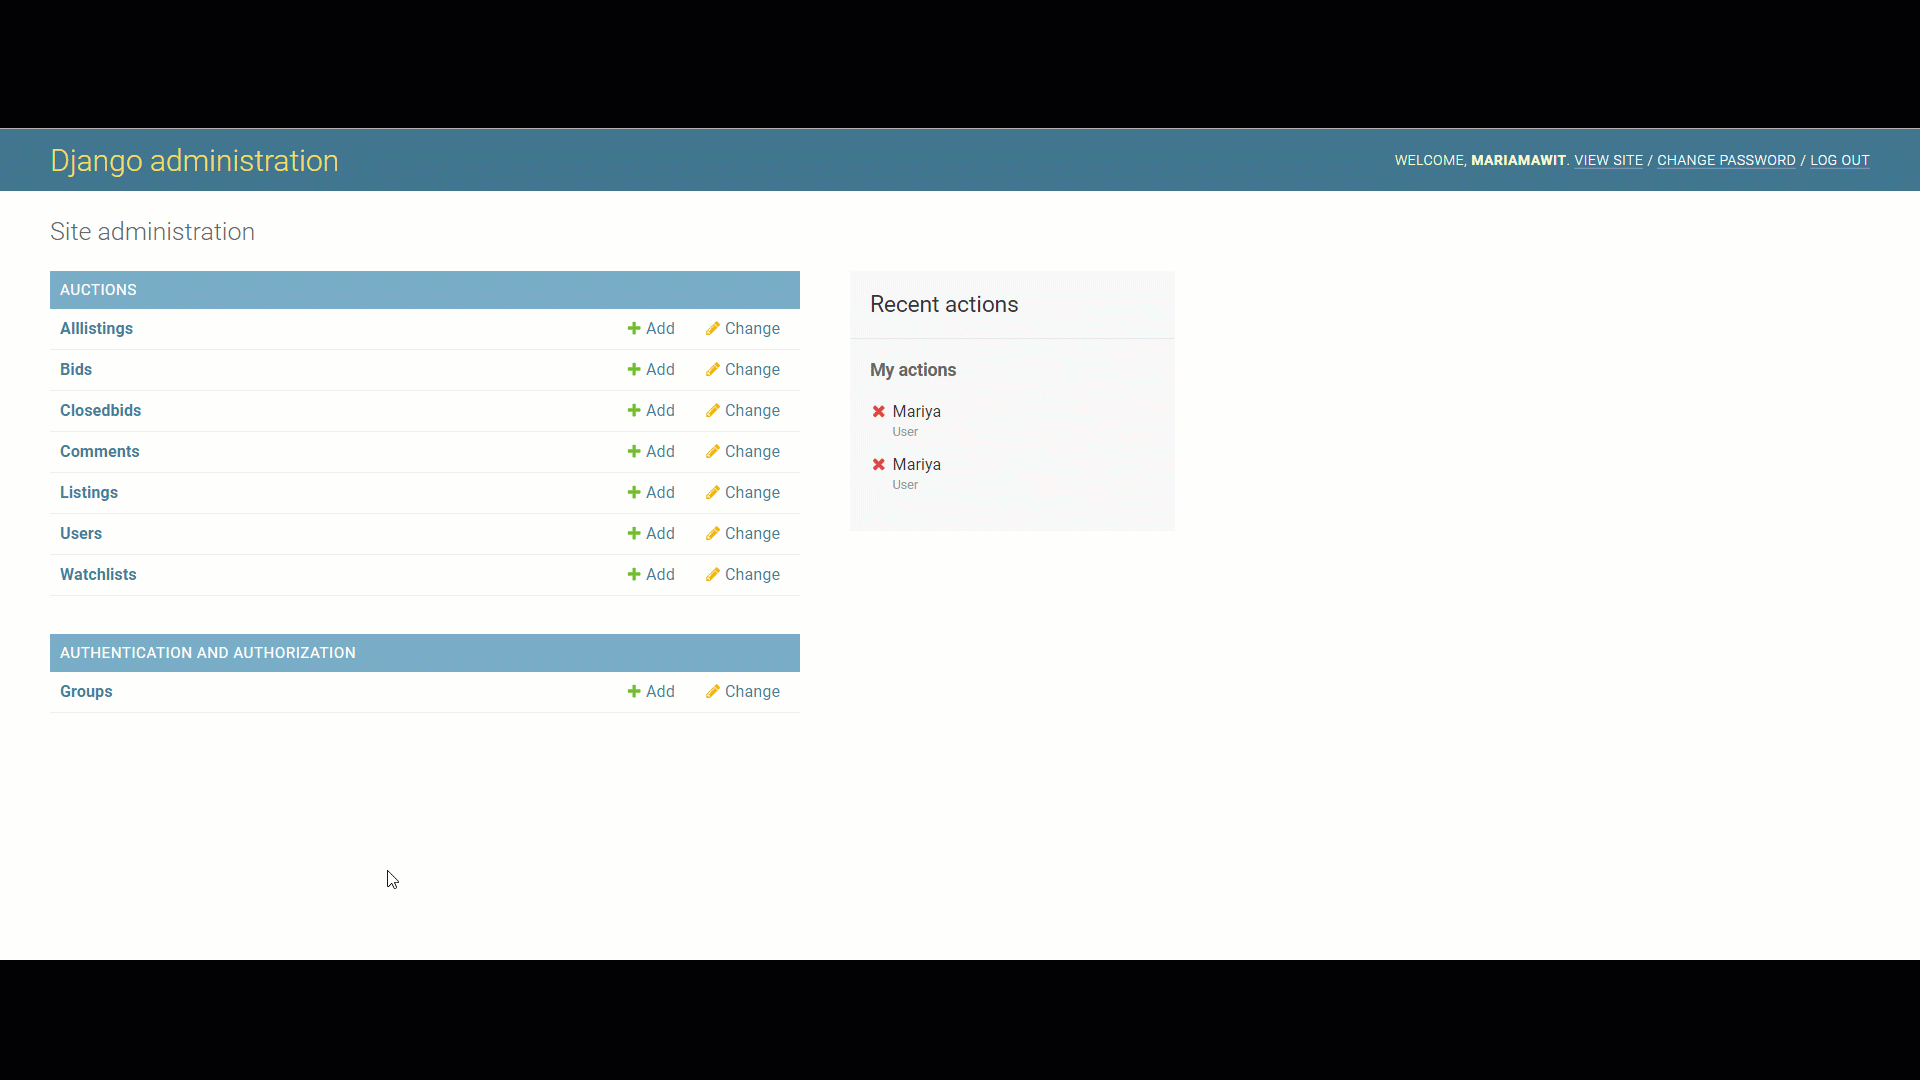 Django administration
WELCOME, MARIAMAWIT. VIEW SITE / CHANGE PASSWORD / LOG OUT
Site administration
AUCTIONS
Alllistings Add Change
Bids Add Change
Closedbids Add Change
Comments Add Change
Listings Add Change
Users Add Change
Watchlists Add Change
AUTHENTICATION AND AUTHORIZATION
Groups Add Change
Recent actions
My actions
Mariya
User
Mariya
User